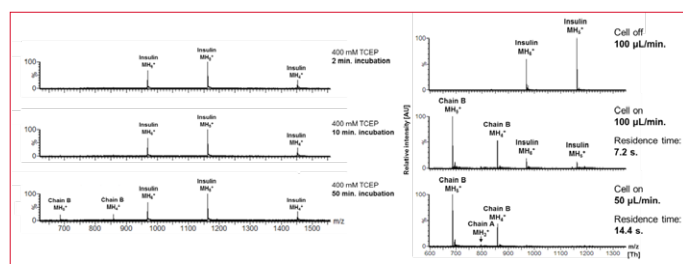 100
%
0
Insulin
MH₆⁺
Insulin
MH₅⁺
Insulin
MH₄⁺
400 mM TCEP
2 min. incubation
100
%
0
Insulin
MH₆⁺
Insulin
MH₅⁺
Insulin
MH₄⁺
400 mM TCEP
10 min. incubation
100
%
0
Chain B
MH₅⁺
Chain B
MH₄⁺
Insulin
MH₆⁺
Insulin
MH₅⁺
Insulin
MH₄⁺
400 mM TCEP
50 min. incubation
m/z
700 800 900 1000 1100 1200 1300 1400 1500
Relative intensity [AU]
100
%
0
Insulin
MH₆⁺
Insulin
MH₅⁺
Cell off
100 µL/min.
100
%
0
Chain B
MH₅⁺
Chain B
MH₄⁺
Insulin
MH₆⁺
Insulin
MH₅⁺
Cell on
100 µL/min.
Residence time:
7.2 s.
100
%
0
Chain B
MH₅⁺
Chain A
MH₃⁺
Chain B
MH₄⁺
Cell on
50 µL/min.
Residence time:
14.4 s.
600 700 800 900 1000 1100 1200 1300
m/z
[Th]